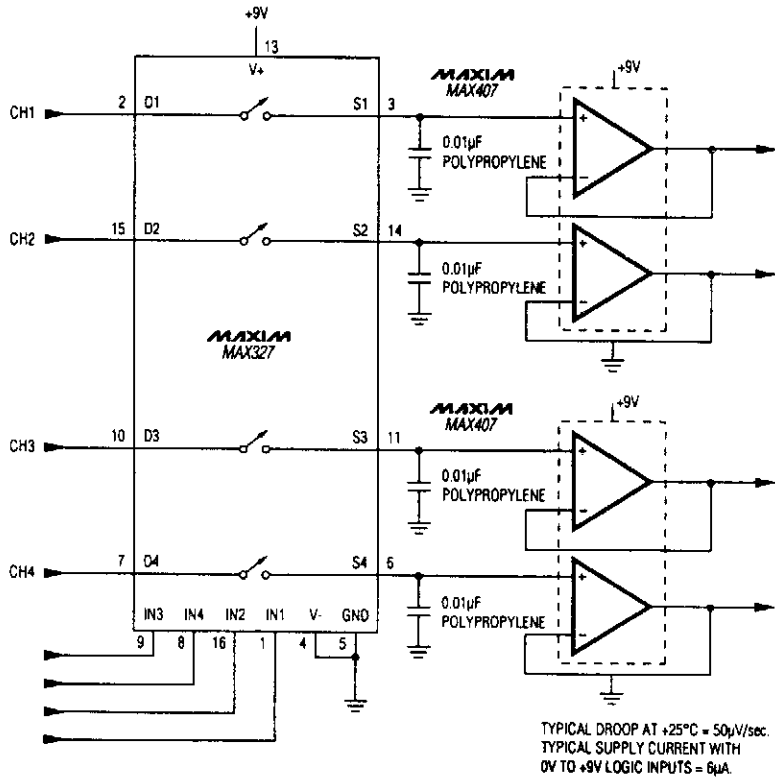 +9V
13
V+
MAXIM
MAX407
+9V
CH1
2
D1
S1
3
+
0.01µF
POLYPROPYLENE
−
CH2
15
D2
S2
14
+
0.01µF
POLYPROPYLENE
−
MAXIM
MAX327
MAXIM
MAX407
+9V
CH3
10
D3
S3
11
+
0.01µF
POLYPROPYLENE
−
CH4
7
D4
S4
6
+
0.01µF
POLYPROPYLENE
−
IN3 IN4 IN2 IN1 V- GND
9 8 16 1 4 5
TYPICAL DROOP AT +25°C = 50µV/sec.
TYPICAL SUPPLY CURRENT WITH
0V TO +9V LOGIC INPUTS = 6µA.